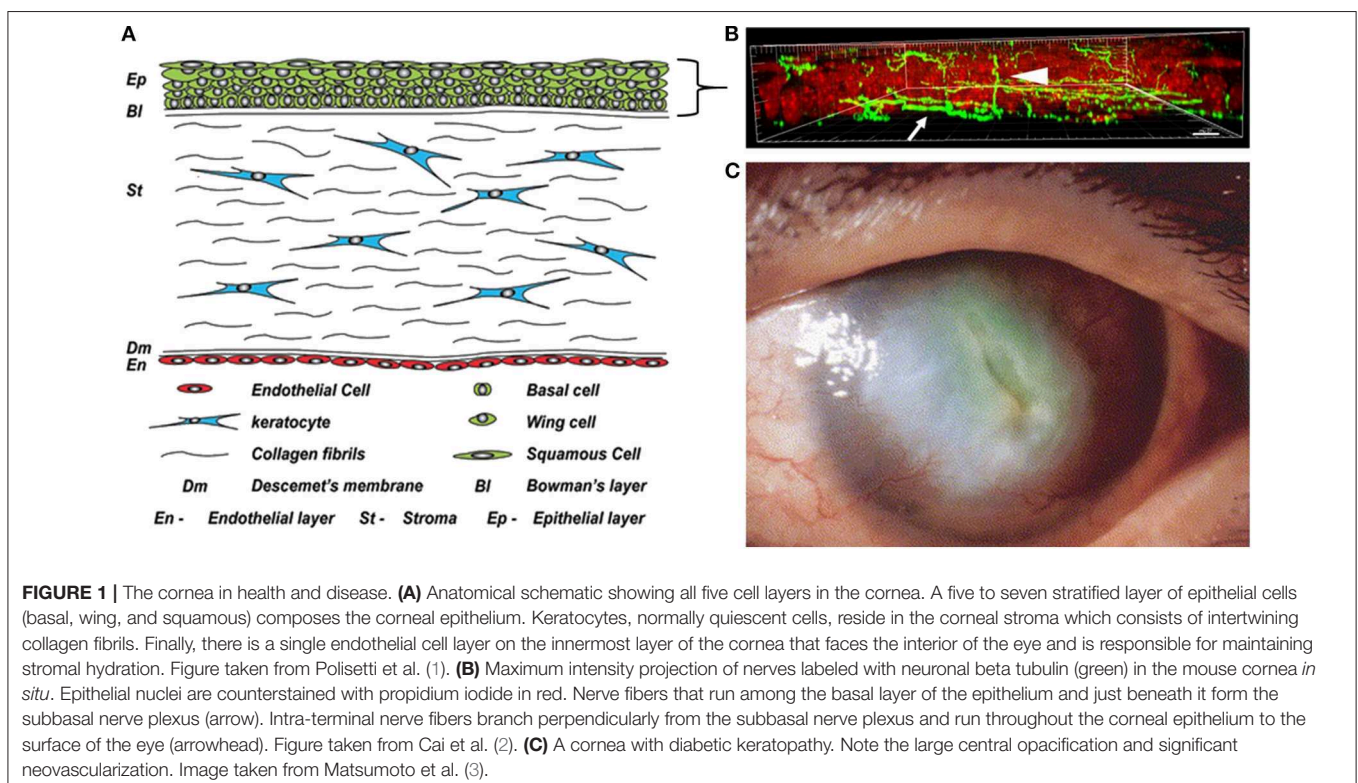 A
Ep
Bl
St
Dm
En
Endothelial Cell
Basal cell
keratocyte
Wing cell
Collagen fibrils
Squamous Cell
Dm Descemet's membrane Bl Bowman's layer
En - Endothelial layer St - Stroma Ep - Epithelial layer
B
C
FIGURE 1 | The cornea in health and disease. (A) Anatomical schematic showing all five cell layers in the cornea. A five to seven stratified layer of epithelial cells
(basal, wing, and squamous) composes the corneal epithelium. Keratocytes, normally quiescent cells, reside in the corneal stroma which consists of intertwining
collagen fibrils. Finally, there is a single endothelial cell layer on the innermost layer of the cornea that faces the interior of the eye and is responsible for maintaining
stromal hydration. Figure taken from Polisetti et al. (1). (B) Maximum intensity projection of nerves labeled with neuronal beta tubulin (green) in the mouse cornea in
situ. Epithelial nuclei are counterstained with propidium iodide in red. Nerve fibers that run among the basal layer of the epithelium and just beneath it form the
subbasal nerve plexus (arrow). Intra-terminal nerve fibers branch perpendicularly from the subbasal nerve plexus and run throughout the corneal epithelium to the
surface of the eye (arrowhead). Figure taken from Cai et al. (2). (C) A cornea with diabetic keratopathy. Note the large central opacification and significant
neovascularization. Image taken from Matsumoto et al. (3).